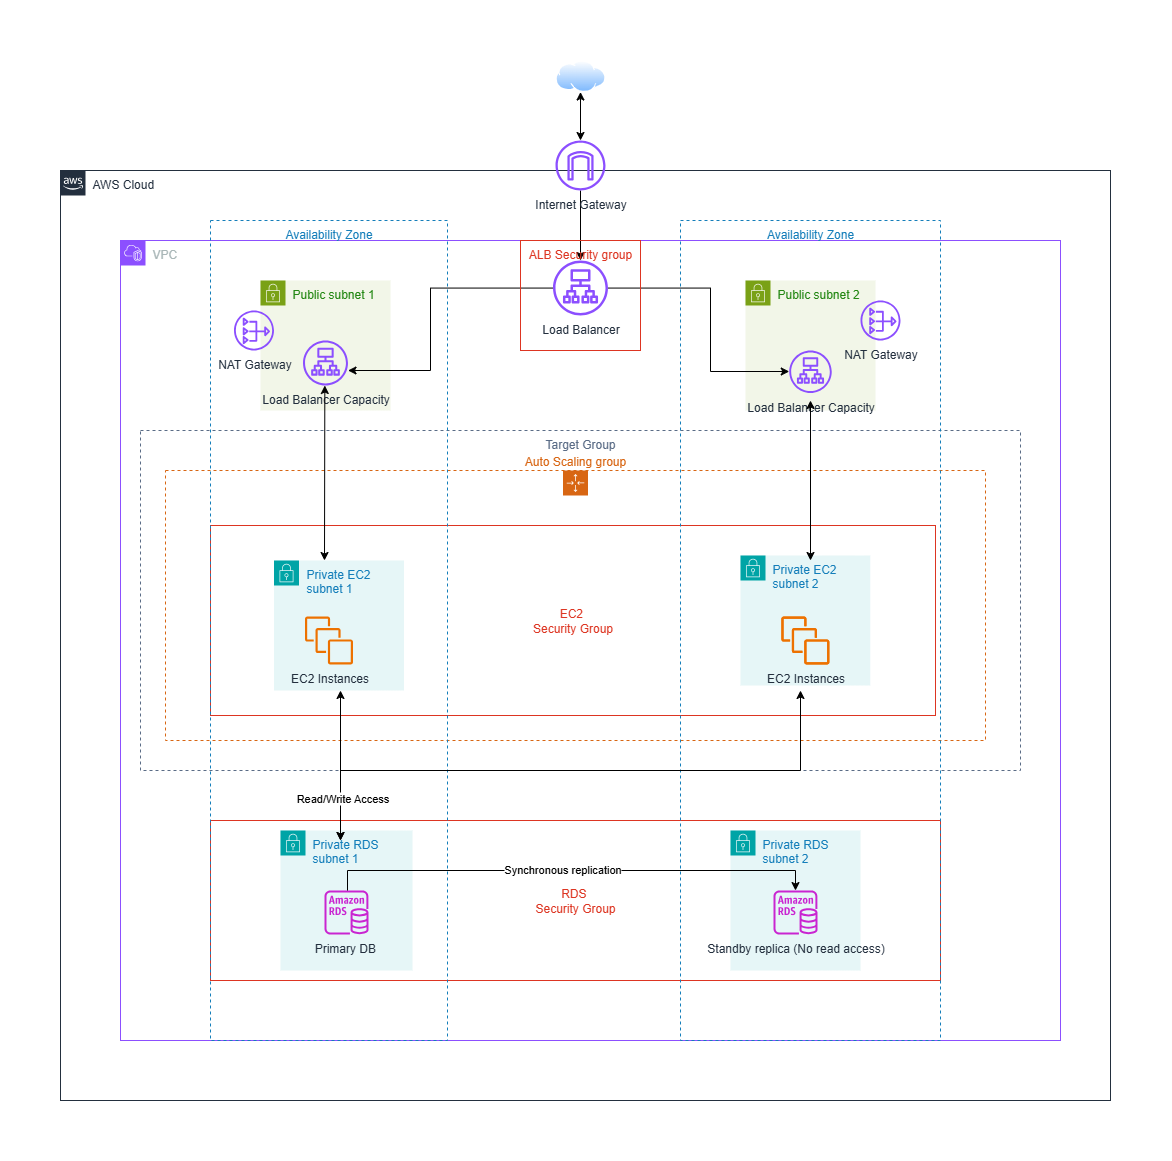 aws
AWS Cloud
Internet Gateway
Availability Zone
Availability Zone
VPC
ALB Security group
Public subnet 1
Public subnet 2
Load Balancer
NAT Gateway
NAT Gateway
Load Balancer Capacity
Load Balancer Capacity
Target Group
Auto Scaling group
Private EC2
subnet 1
Private EC2
subnet 2
EC2
Security Group
EC2 Instances
EC2 Instances
Read/Write Access
Private RDS
subnet 1
Private RDS
subnet 2
Synchronous replication
RDS
Security Group
Amazon
RDS
Amazon
RDS
Primary DB
Standby replica (No read access)